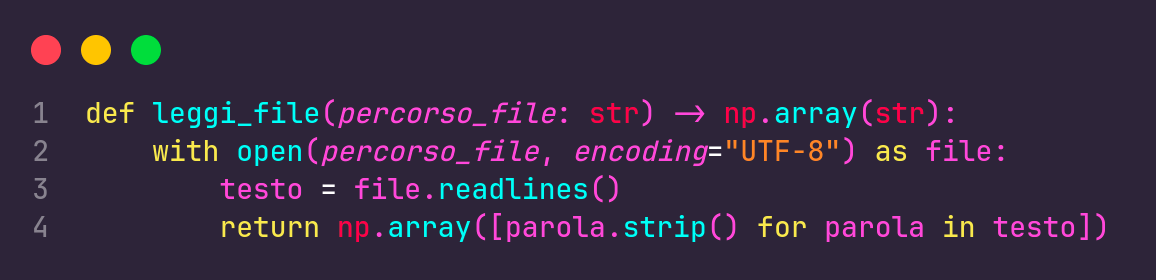 1 def leggi_file(percorso_file: str) -> np.array(str):
2 with open(percorso_file, encoding="UTF-8") as file:
3 testo = file.readlines()
4 return np.array([parola.strip() for parola in testo])